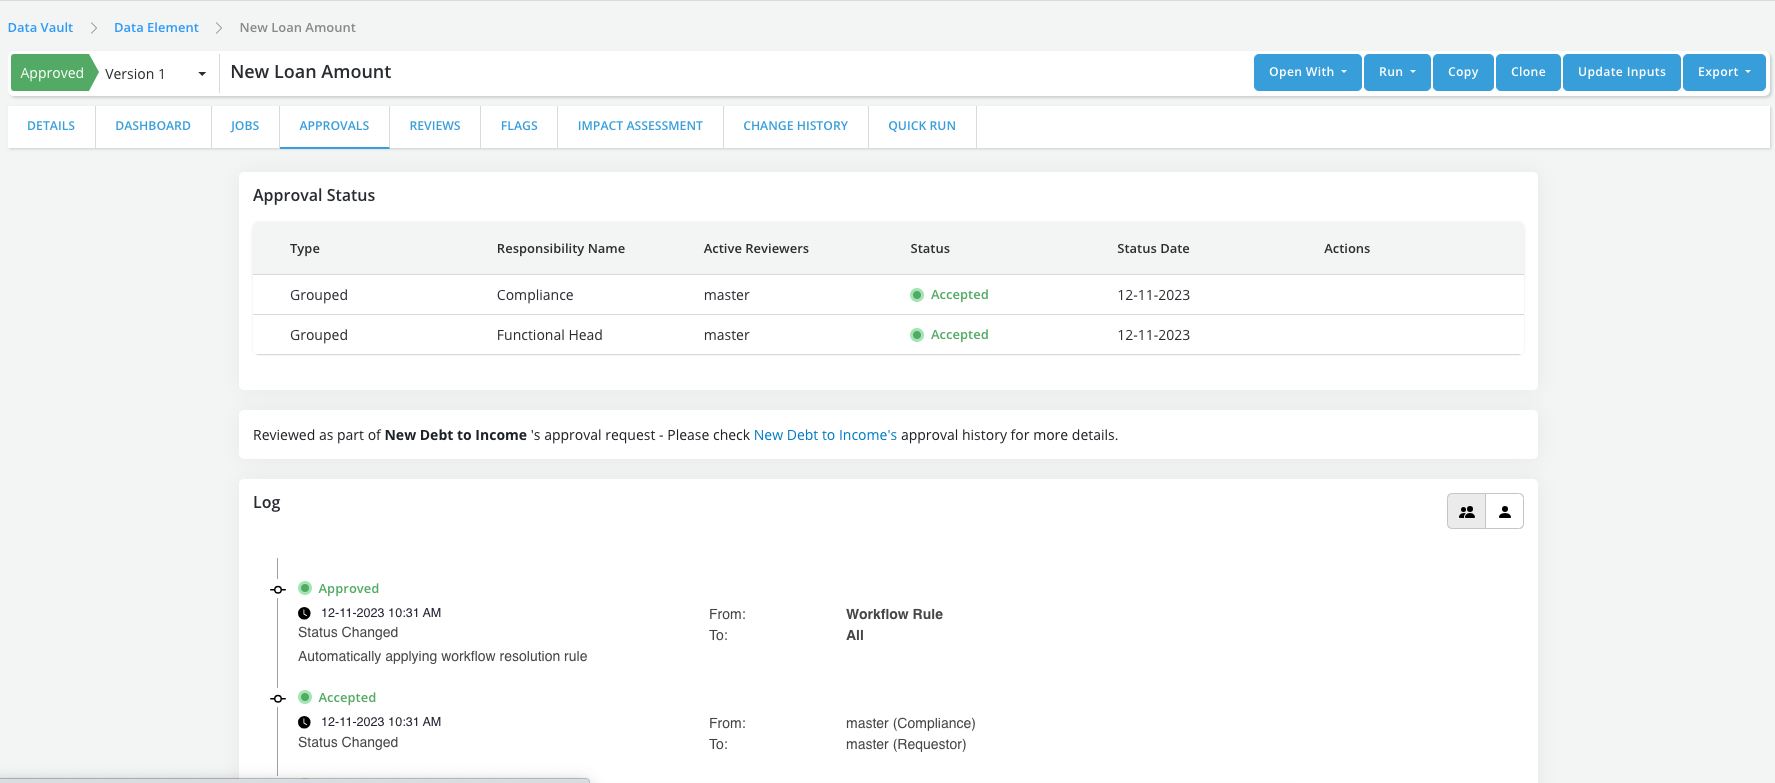 Data Vault Data Element New Loan Amount
Approved Version 1 New Loan Amount Open With Run Copy Clone Update Inputs Export
DETAILS DASHBOARD JOBS APPROVALS REVIEWS FLAGS IMPACT ASSESSMENT CHANGE HISTORY QUICK RUN
Approval Status
Type Responsibility Name Active Reviewers Status Status Date Actions
Grouped Compliance master Accepted 12-11-2023
Grouped Functional Head master Accepted 12-11-2023
Reviewed as part of New Debt to Income 's approval request - Please check New Debt to Income's approval history for more details.
Log
Approved
12-11-2023 10:31 AM From: Workflow Rule
Status Changed To: All
Automatically applying workflow resolution rule
Accepted
12-11-2023 10:31 AM From: master (Compliance)
Status Changed To: master (Requestor)